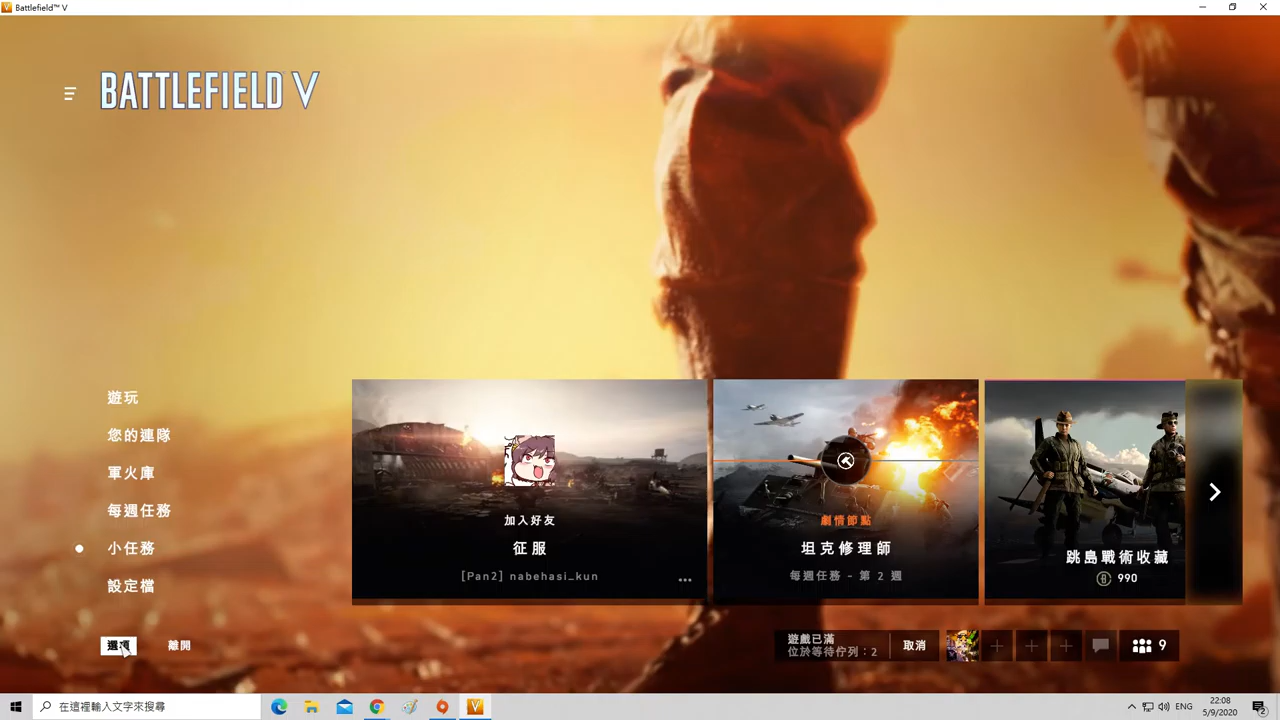 Battlefield™ V
BATTLEFIELD V
遊玩
您的連隊
軍火庫
每週任務
小任務
設定檔
選項
離開
加入好友
征服
[Pan2] nabehasi_kun
劇情節點
坦克修理師
每週任務 - 第 2 週
跳島戰術收藏
990
遊戲已滿
位於等待佇列：2
取消
9
在這裡輸入文字來搜尋
ENG
22:08
5/9/2020
2